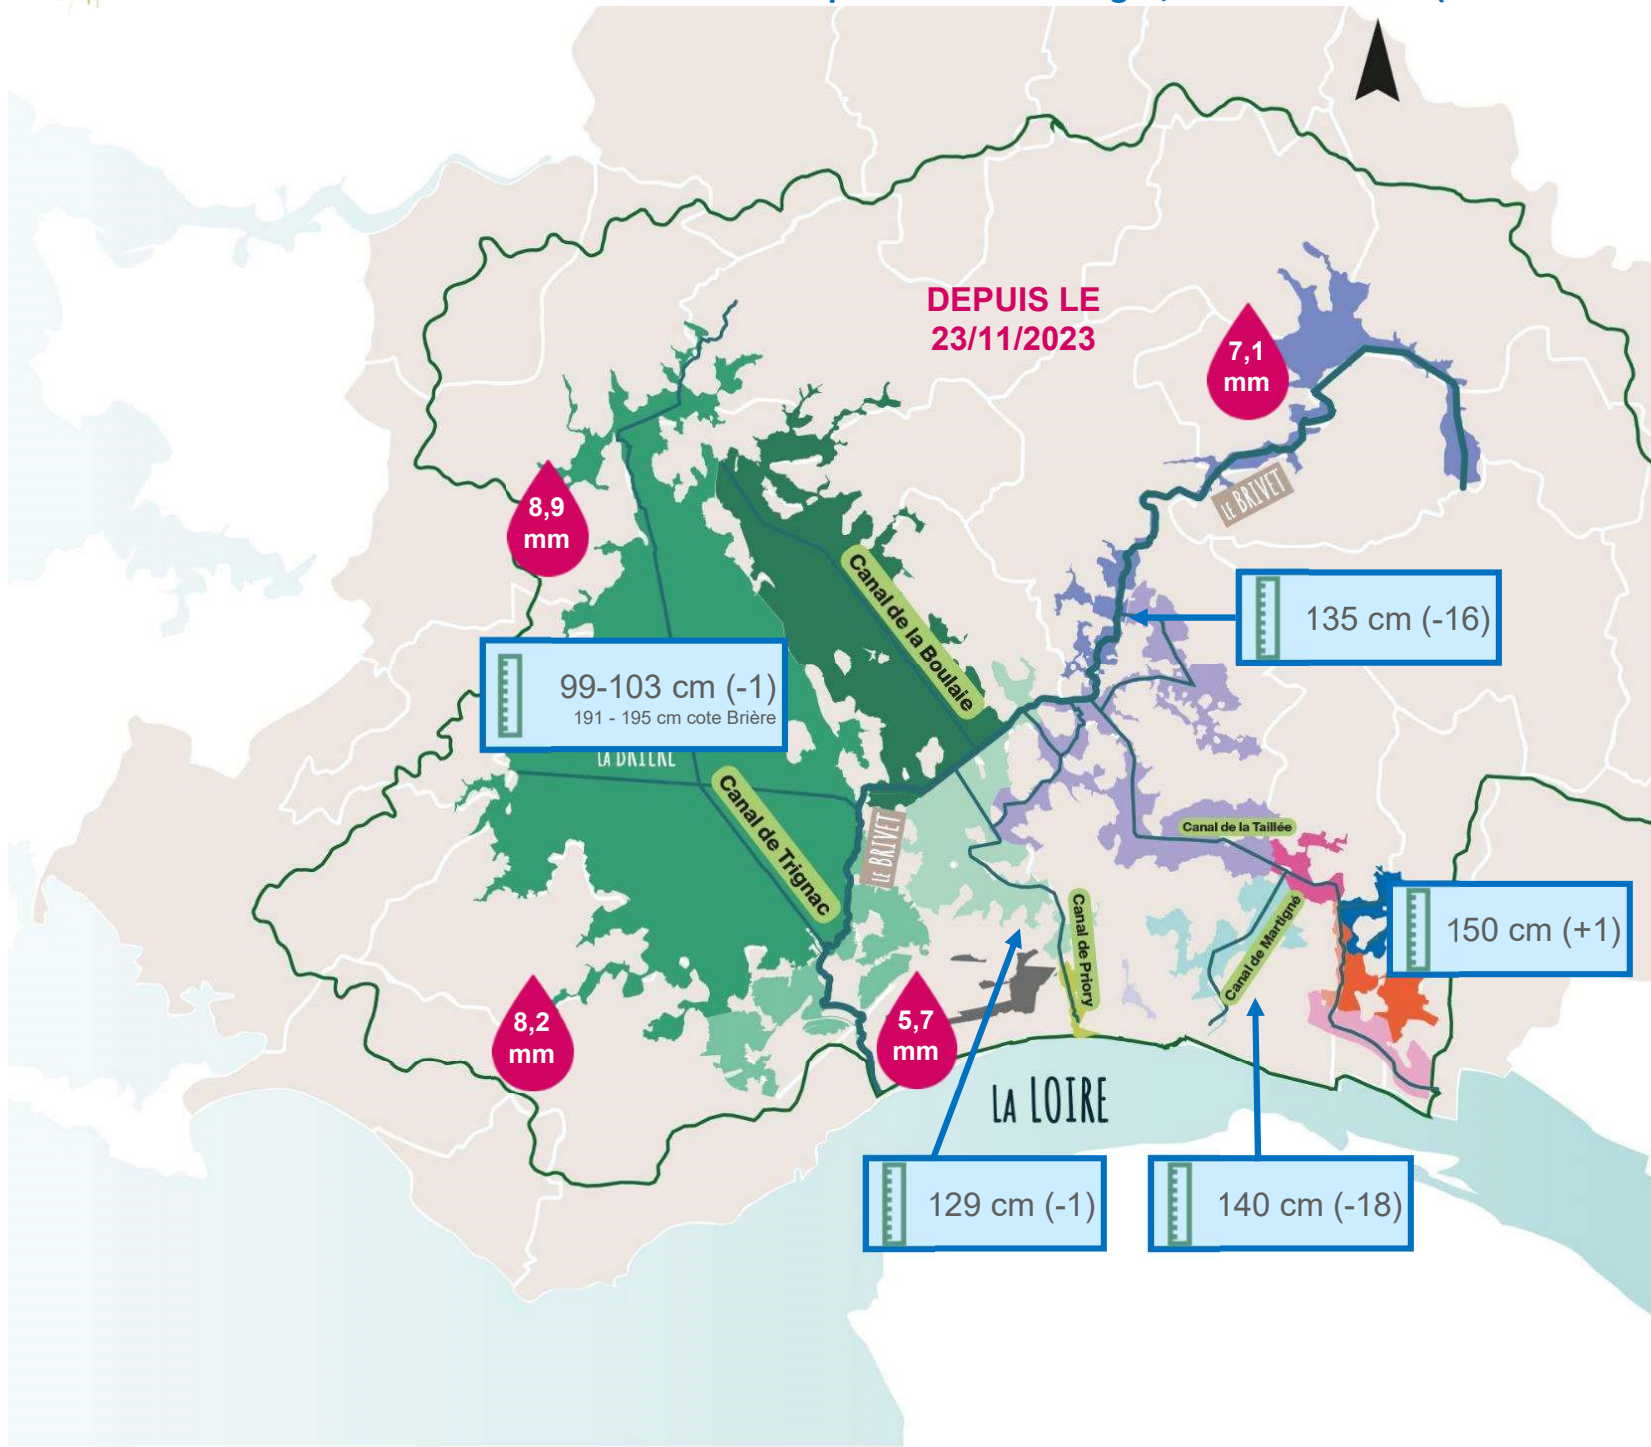 DEPUIS LE
23/11/2023
7,1
mm
LE BRIVET
8,9
mm
Canal de la Boulaie
135 cm (-16)
99-103 cm (-1)
191 - 195 cm cote Brière
LA BRIÈRE
Canal de Trignac
LE BRIVET
Canal de la Taillée
Canal de Martigné
Canal de Priory
150 cm (+1)
8,2
mm
5,7
mm
LA LOIRE
129 cm (-1)
140 cm (-18)